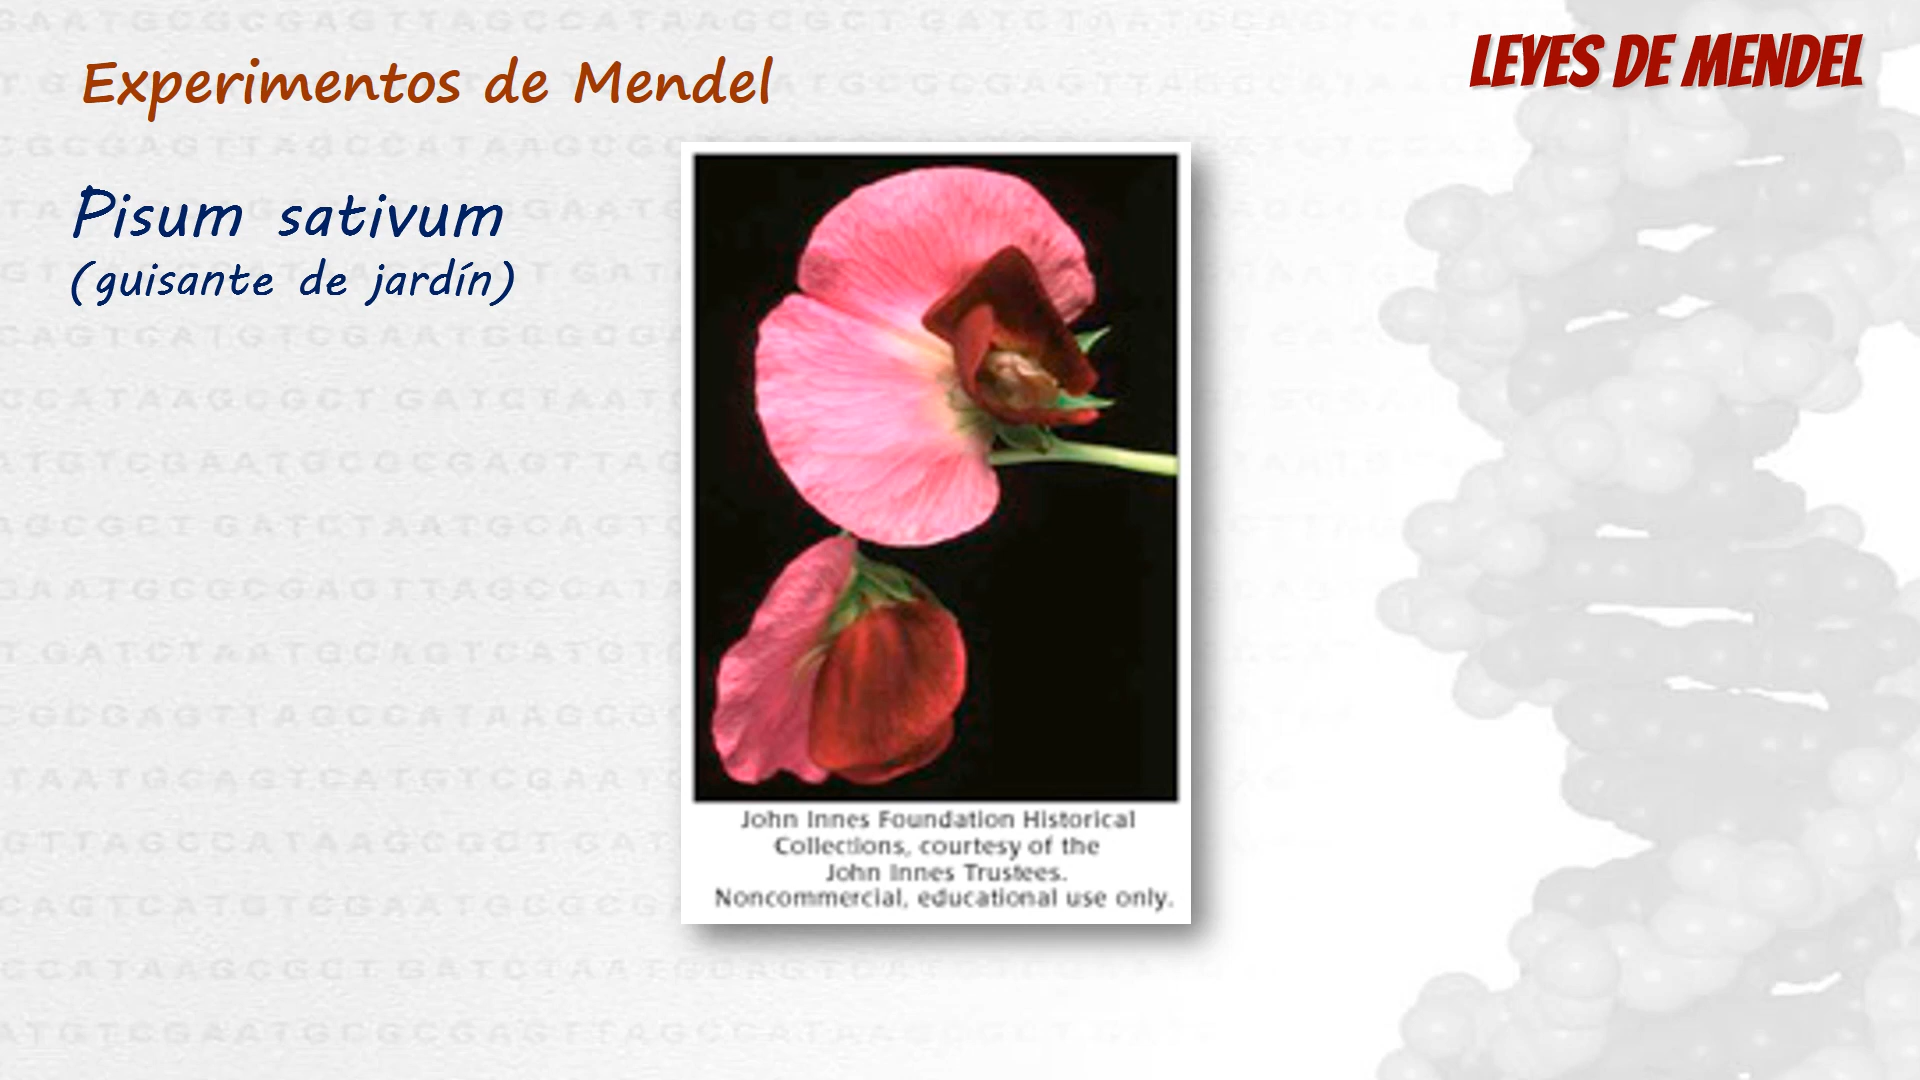 Experimentos de Mendel
LEYES DE MENDEL
Pisum sativum
(guisante de jardín)
John Innes Foundation Historical
Collections, courtesy of the
John Innes Trustees.
Noncommercial, educational use only.